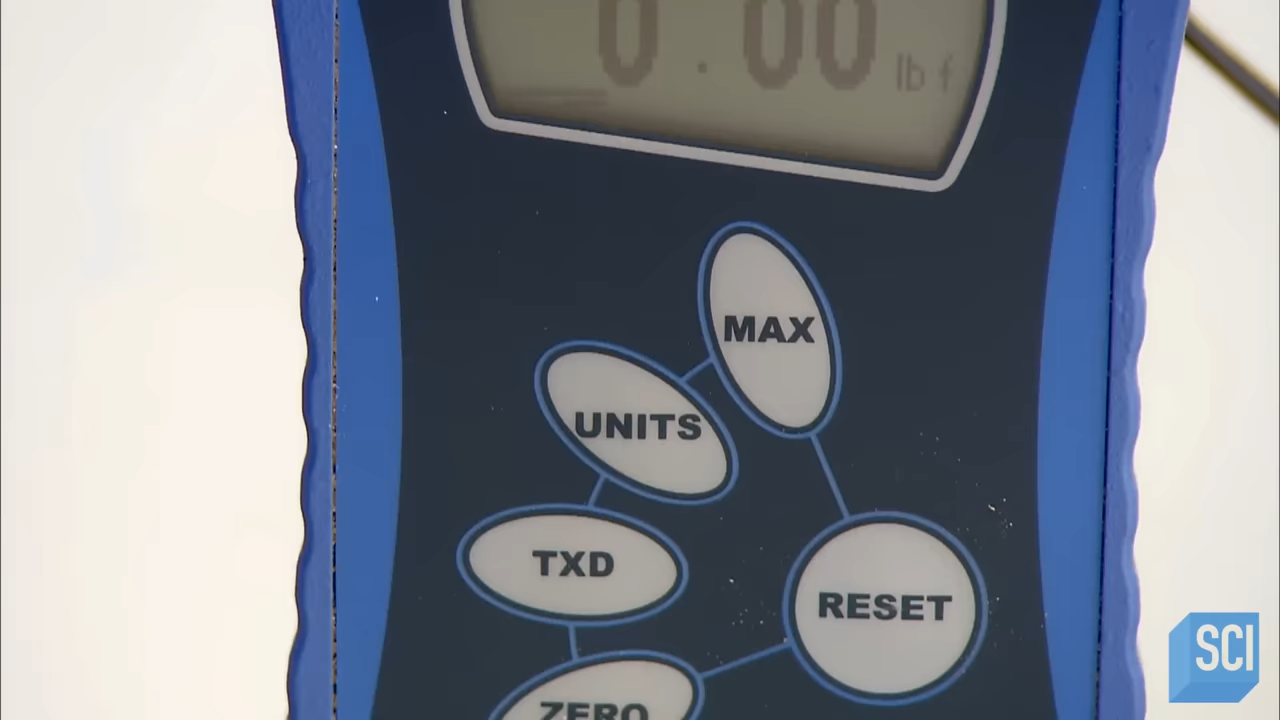 0.00 lbf
MAX
UNITS
TXD
RESET
ZERO
SCI